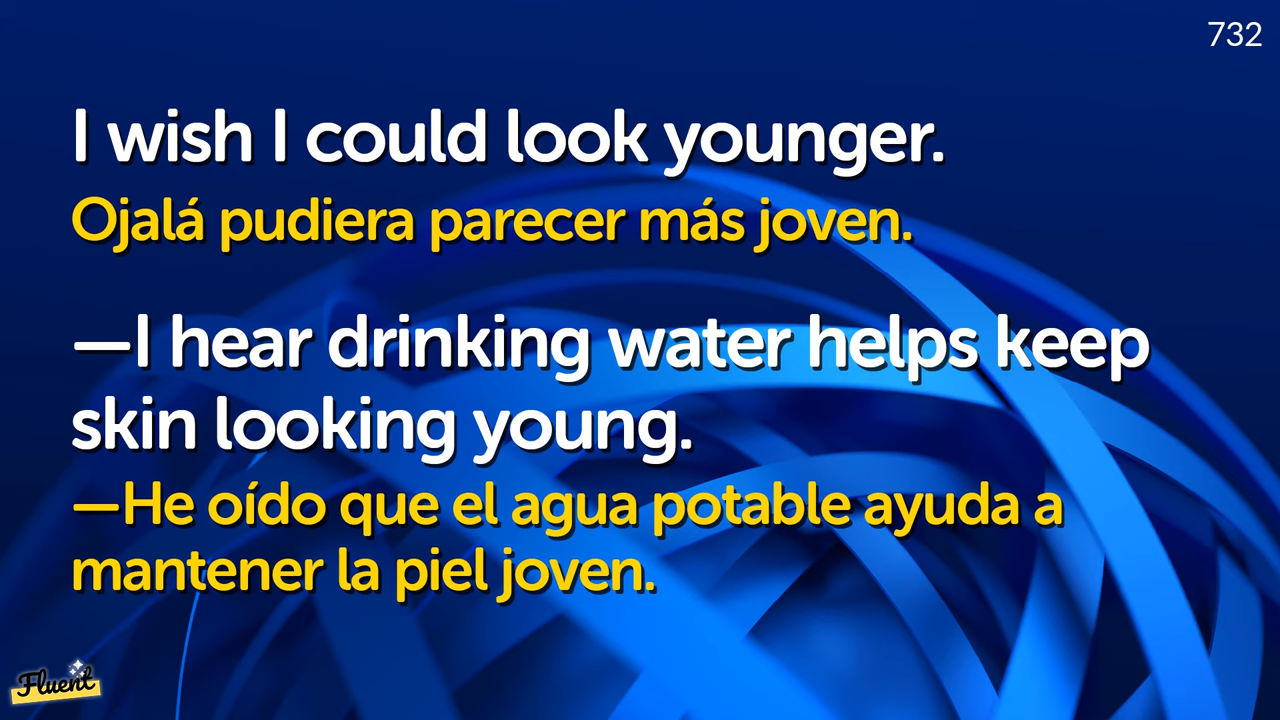 732
I wish I could look younger.
Ojalá pudiera parecer más joven.
—I hear drinking water helps keep
skin looking young.
—He oído que el agua potable ayuda a
mantener la piel joven.
Fluent